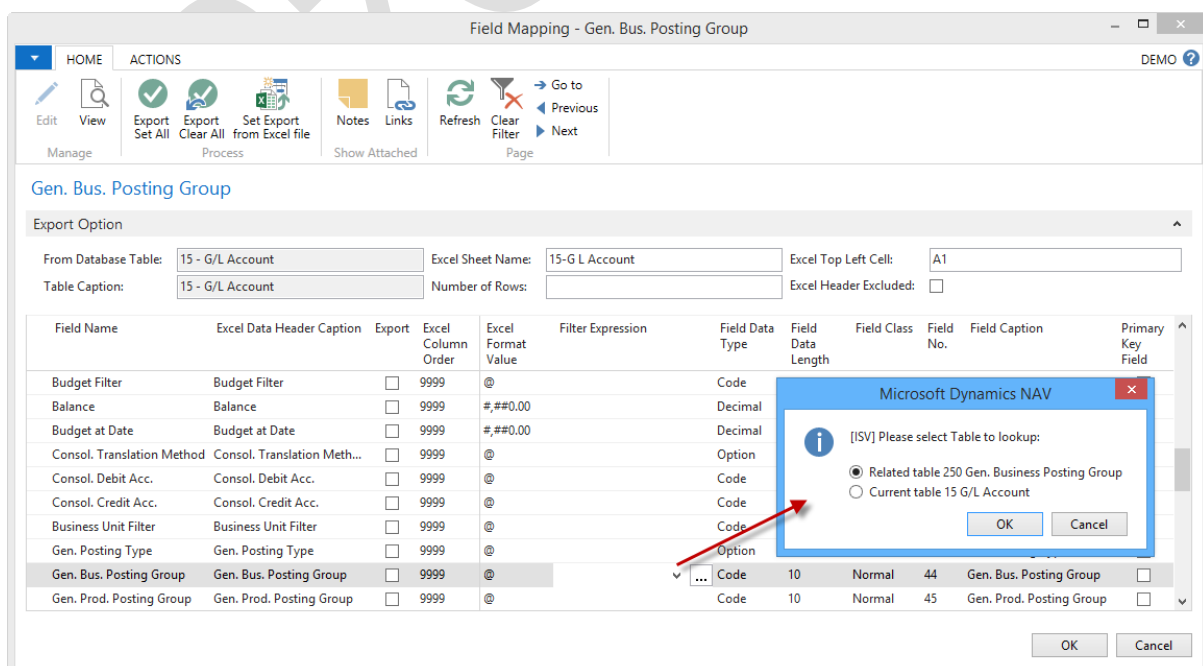 Field Mapping - Gen. Bus. Posting Group
HOME ACTIONS DEMO
Edit View Export Set All Export Clear All Set Export from Excel file Notes Links Refresh Clear Filter
Go to
Previous
Next
Manage Process Show Attached Page
Gen. Bus. Posting Group
Export Option
From Database Table: 15 - G/L Account Excel Sheet Name: 15-G L Account Excel Top Left Cell: A1
Table Caption: 15 - G/L Account Number of Rows: Excel Header Excluded:
Field Name Excel Data Header Caption Export Excel Column Order Excel Format Value Filter Expression Field Data Type Field Data Length Field Class Field No. Field Caption Primary Key Field
Budget Filter Budget Filter 9999 @ Code
Balance Balance 9999 #,##0.00 Decimal
Budget at Date Budget at Date 9999 #,##0.00 Decimal
Consol. Translation Method Consol. Translation Meth... 9999 @ Option
Consol. Debit Acc. Consol. Debit Acc. 9999 @ Code
Consol. Credit Acc. Consol. Credit Acc. 9999 @ Code
Business Unit Filter Business Unit Filter 9999 @ Code
Gen. Posting Type Gen. Posting Type 9999 @ Option
Gen. Bus. Posting Group Gen. Bus. Posting Group 9999 @ ... Code 10 Normal 44 Gen. Bus. Posting Group
Gen. Prod. Posting Group Gen. Prod. Posting Group 9999 @ Code 10 Normal 45 Gen. Prod. Posting Group
Microsoft Dynamics NAV
[ISV] Please select Table to lookup:
Related table 250 Gen. Business Posting Group
Current table 15 G/L Account
OK Cancel
OK Cancel